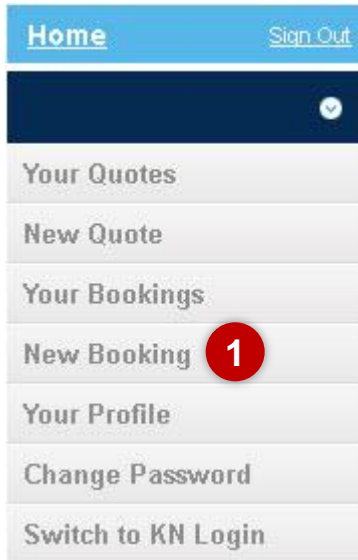 Home Sign Out
Your Quotes
New Quote
Your Bookings
New Booking 1
Your Profile
Change Password
Switch to KN Login